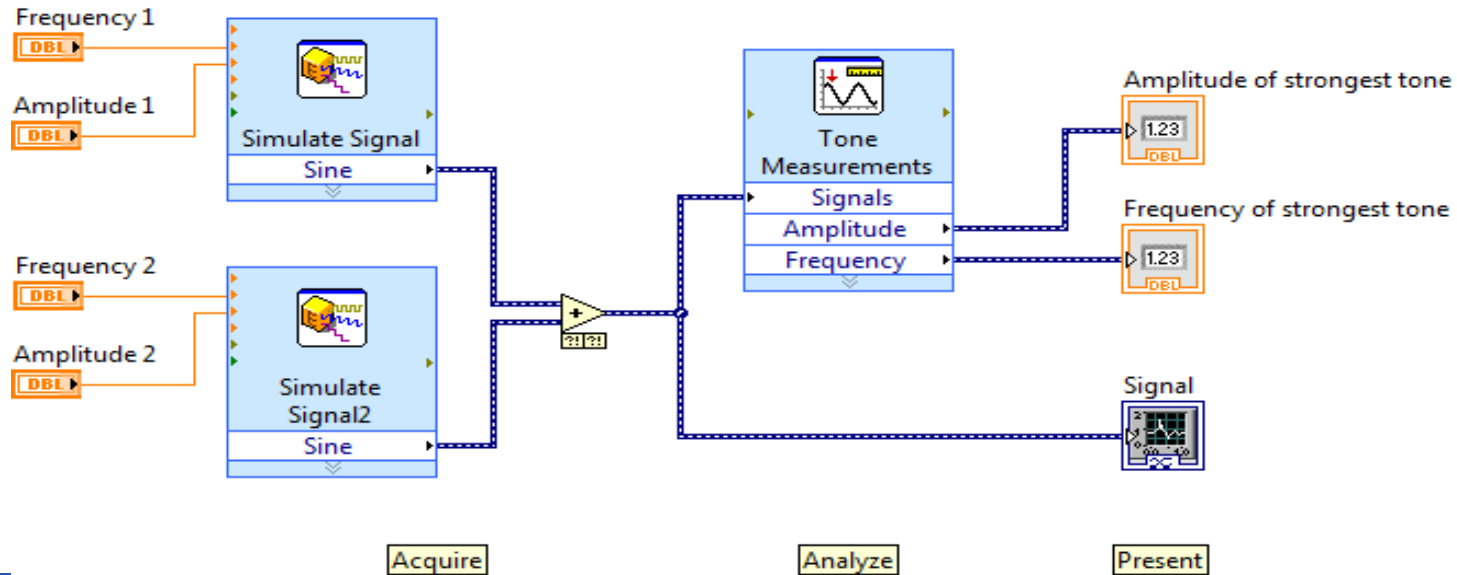 Frequency 1
DBL
Amplitude 1
DBL
Simulate Signal
Sine
Frequency 2
DBL
Amplitude 2
DBL
Simulate
Signal2
Sine
+
?! ?!
Tone
Measurements
Signals
Amplitude
Frequency
Amplitude of strongest tone
1.23
DBL
Frequency of strongest tone
1.23
DBL
Signal
Acquire
Analyze
Present